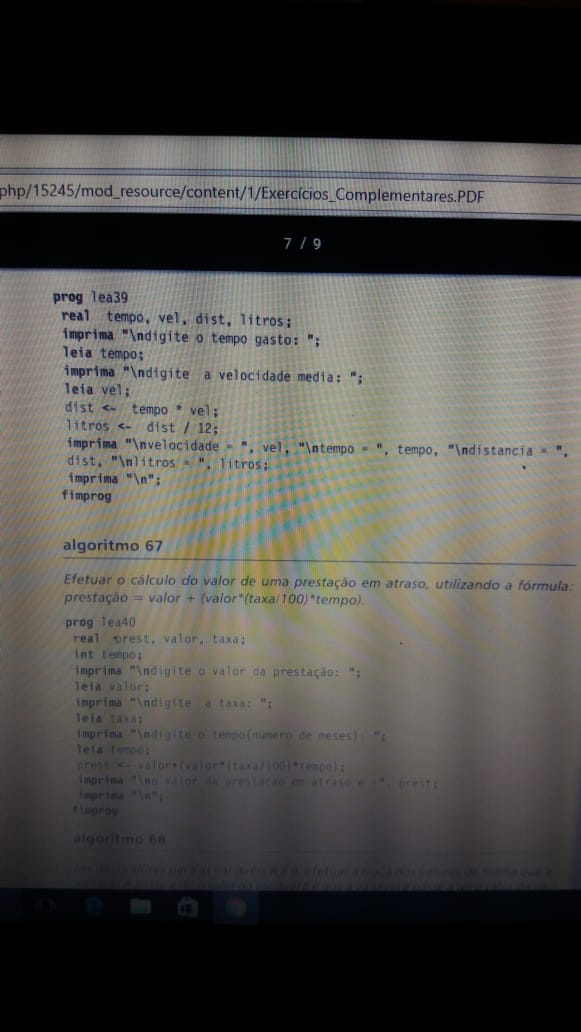 php/15245/mod_resource/content/1/Exercícios_Complementares.PDF
7 / 9
prog lea39
real tempo, vel, dist, litros;
imprima "\ndigite o tempo gasto: ";
leia tempo;
imprima "\ndigite a velocidade media: ";
leia vel;
dist <- tempo * vel;
litros <- dist / 12;
imprima "\nvelocidade = ", vel, "\ntempo = ", tempo, "\ndistancia = ",
dist, "\nlitros = ", litros;
imprima "\n";
fimprog
algoritmo 67
Efetuar o cálculo do valor de uma prestação em atraso, utilizando a fórmula:
prestação = valor + (valor*(taxa/100)*tempo).
prog lea40
real prest, valor, taxa;
int tempo;
imprima "\ndigite o valor da prestação: ";
leia valor;
imprima "\ndigite a taxa: ";
leia taxa;
imprima "\ndigite o tempo(numero de meses): ";
leia tempo;
prest <- valor+(valor*(taxa/100)*tempo);
imprima "\no valor da prestacao em atraso e =", prest;
imprima "\n";
fimprog
algoritmo 68